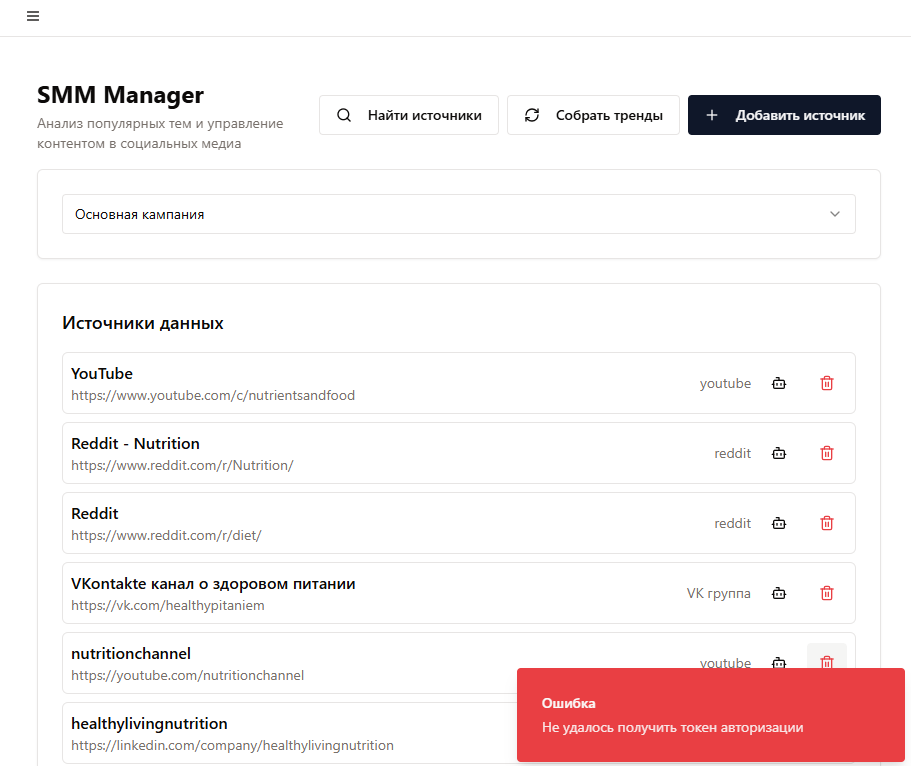 SMM Manager
Анализ популярных тем и управление
контентом в социальных медиа
Найти источники
Собрать тренды
Добавить источник
Основная кампания
Источники данных
YouTube
https://www.youtube.com/c/nutrientsandfood
youtube
Reddit - Nutrition
https://www.reddit.com/r/Nutrition/
reddit
Reddit
https://www.reddit.com/r/diet/
reddit
VKontakte канал о здоровом питании
https://vk.com/healthypitaniem
VK группа
nutritionchannel
https://youtube.com/nutritionchannel
youtube
healthylivingnutrition
https://linkedin.com/company/healthylivingnutrition
Ошибка
Не удалось получить токен авторизации